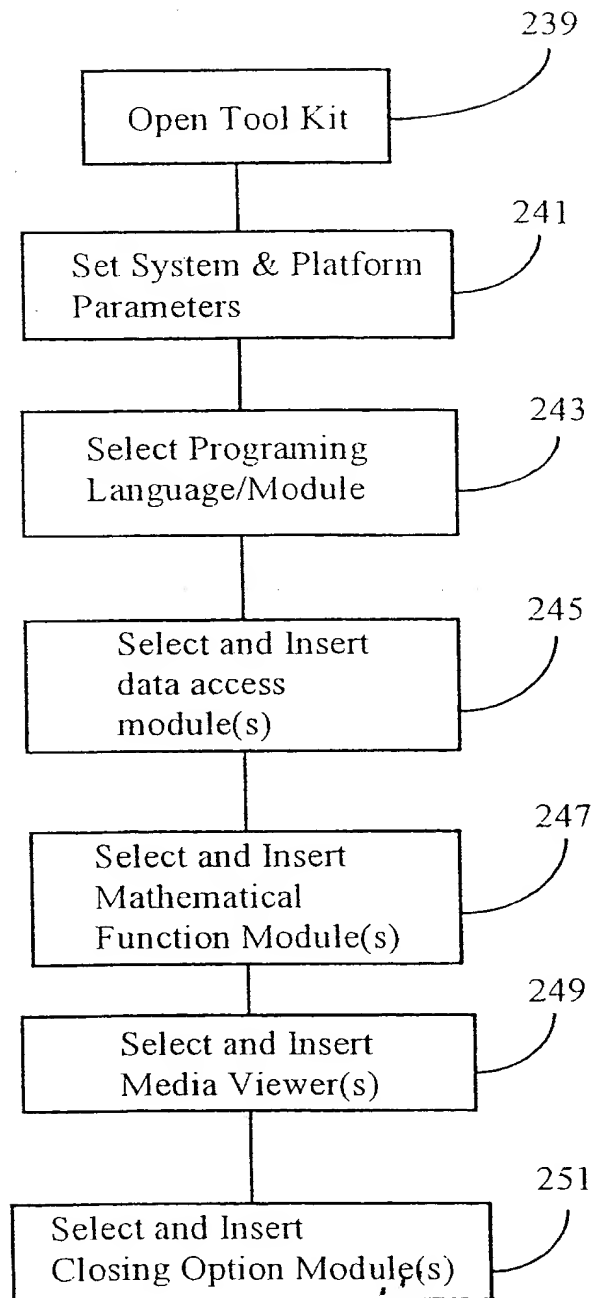 239
Open Tool Kit
241
Set System & Platform
Parameters
243
Select Programing
Language/Module
245
Select and Insert
data access
module(s)
247
Select and Insert
Mathematical
Function Module(s)
249
Select and Insert
Media Viewer(s)
251
Select and Insert
Closing Option Module(s)